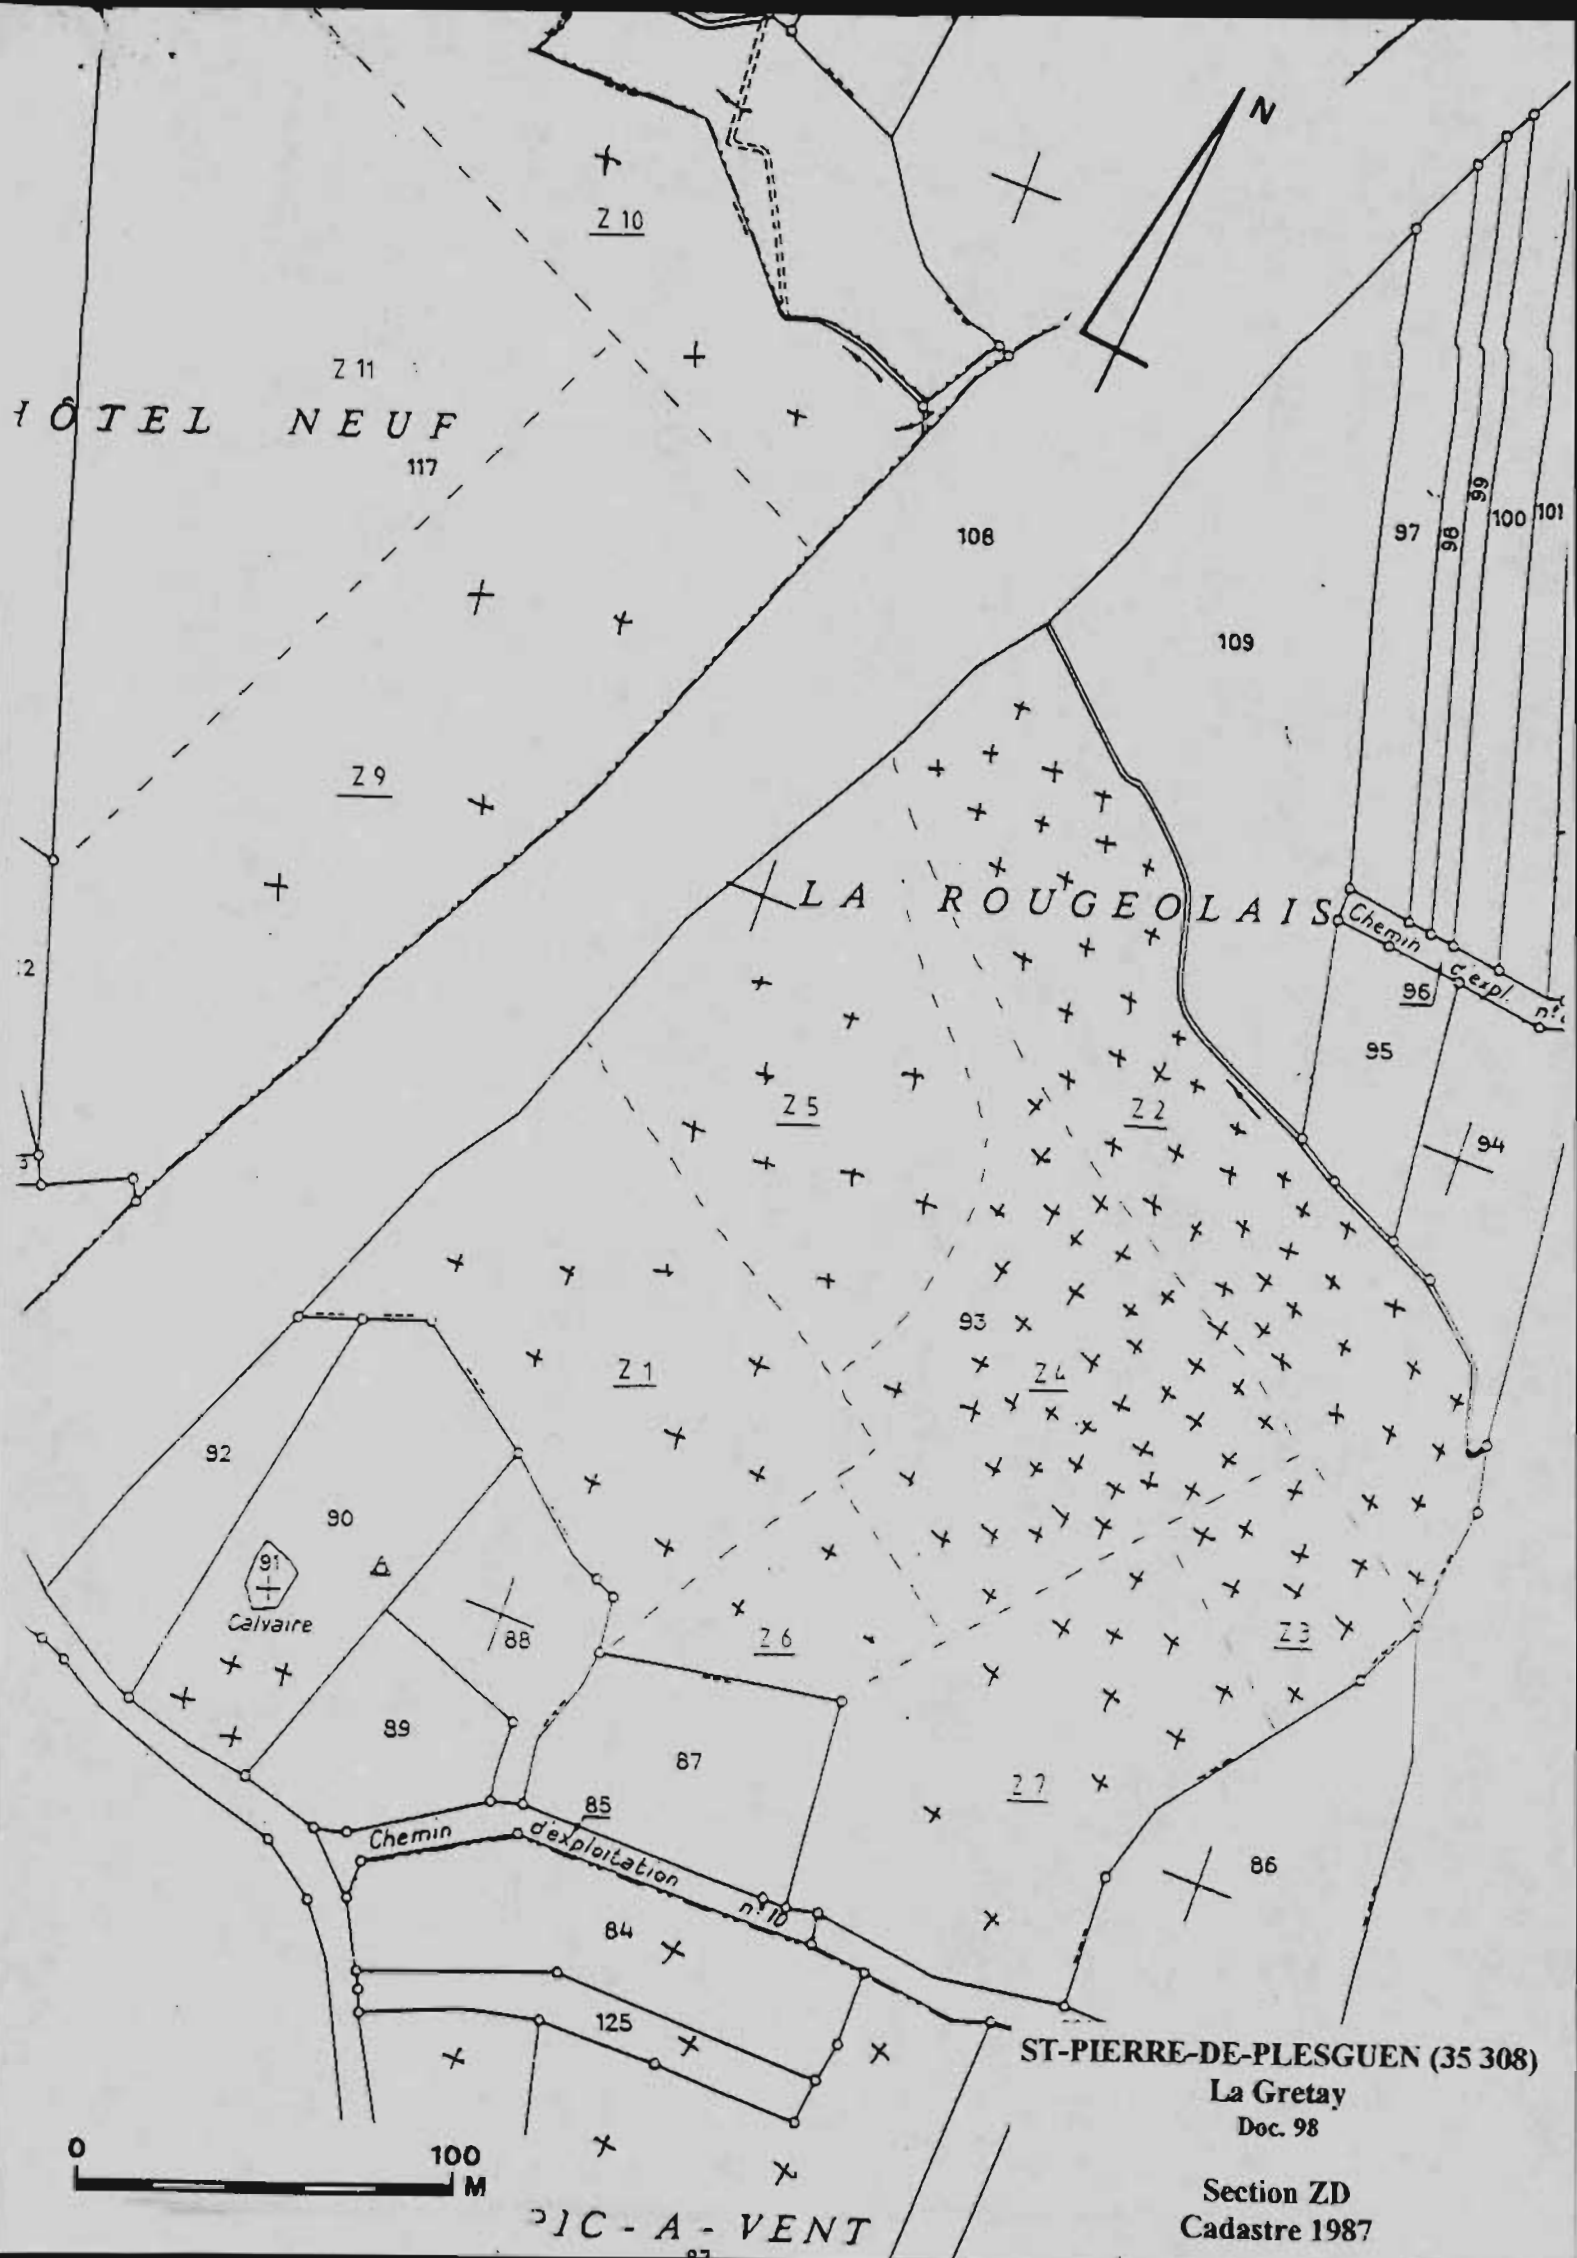 N
Z 10
Z 11
HÔTEL NEUF
117
108
97
98
99
100
101
109
Z 9
LA ROUGEOLAIS
Chemin d'expl. n°
96
95
94
Z 5
Z 2
93
Z 4
Z 1
92
90
91
Calvaire
88
Z 6
Z 3
89
87
Z 7
85
Chemin d'exploitation n° 10
86
84
125
ST-PIERRE-DE-PLESGUEN (35 308)
La Gretay
Doc. 98
0 100
M
Section ZD
Cadastre 1987
PIC-A-VENT